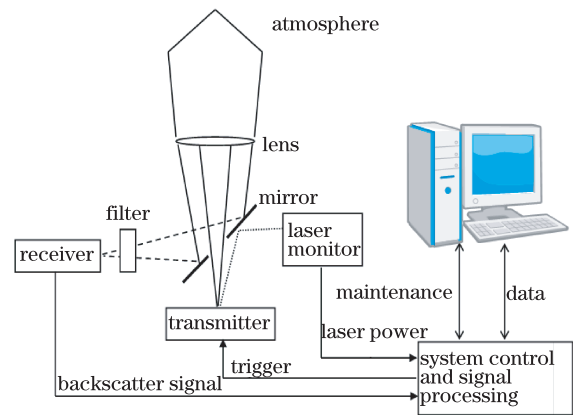 atmosphere
lens
mirror
filter
laser
monitor
receiver
maintenance
data
transmitter
laser power
trigger
system control
and signal
processing
backscatter signal